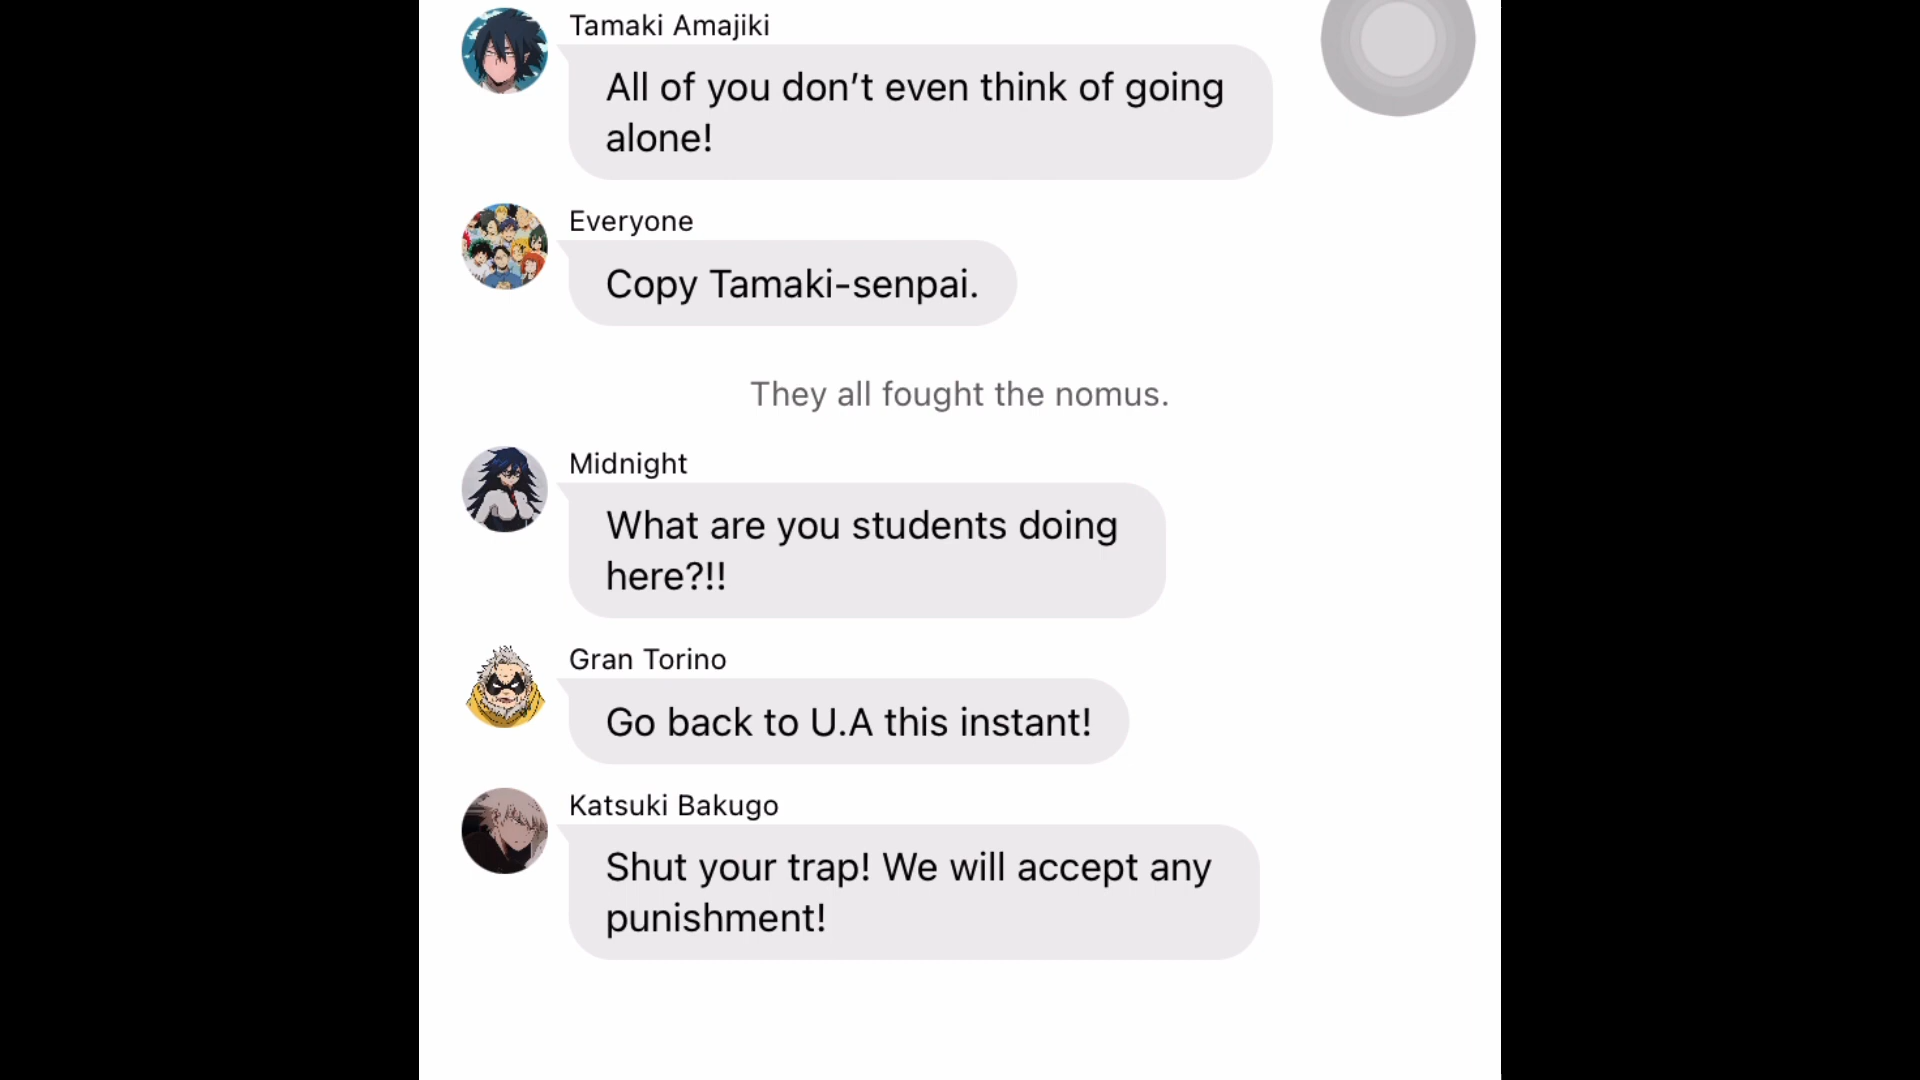 Tamaki Amajiki
All of you don’t even think of going
alone!
Everyone
Copy Tamaki-senpai.
They all fought the nomus.
Midnight
What are you students doing
here?!!
Gran Torino
Go back to U.A this instant!
Katsuki Bakugo
Shut your trap! We will accept any
punishment!